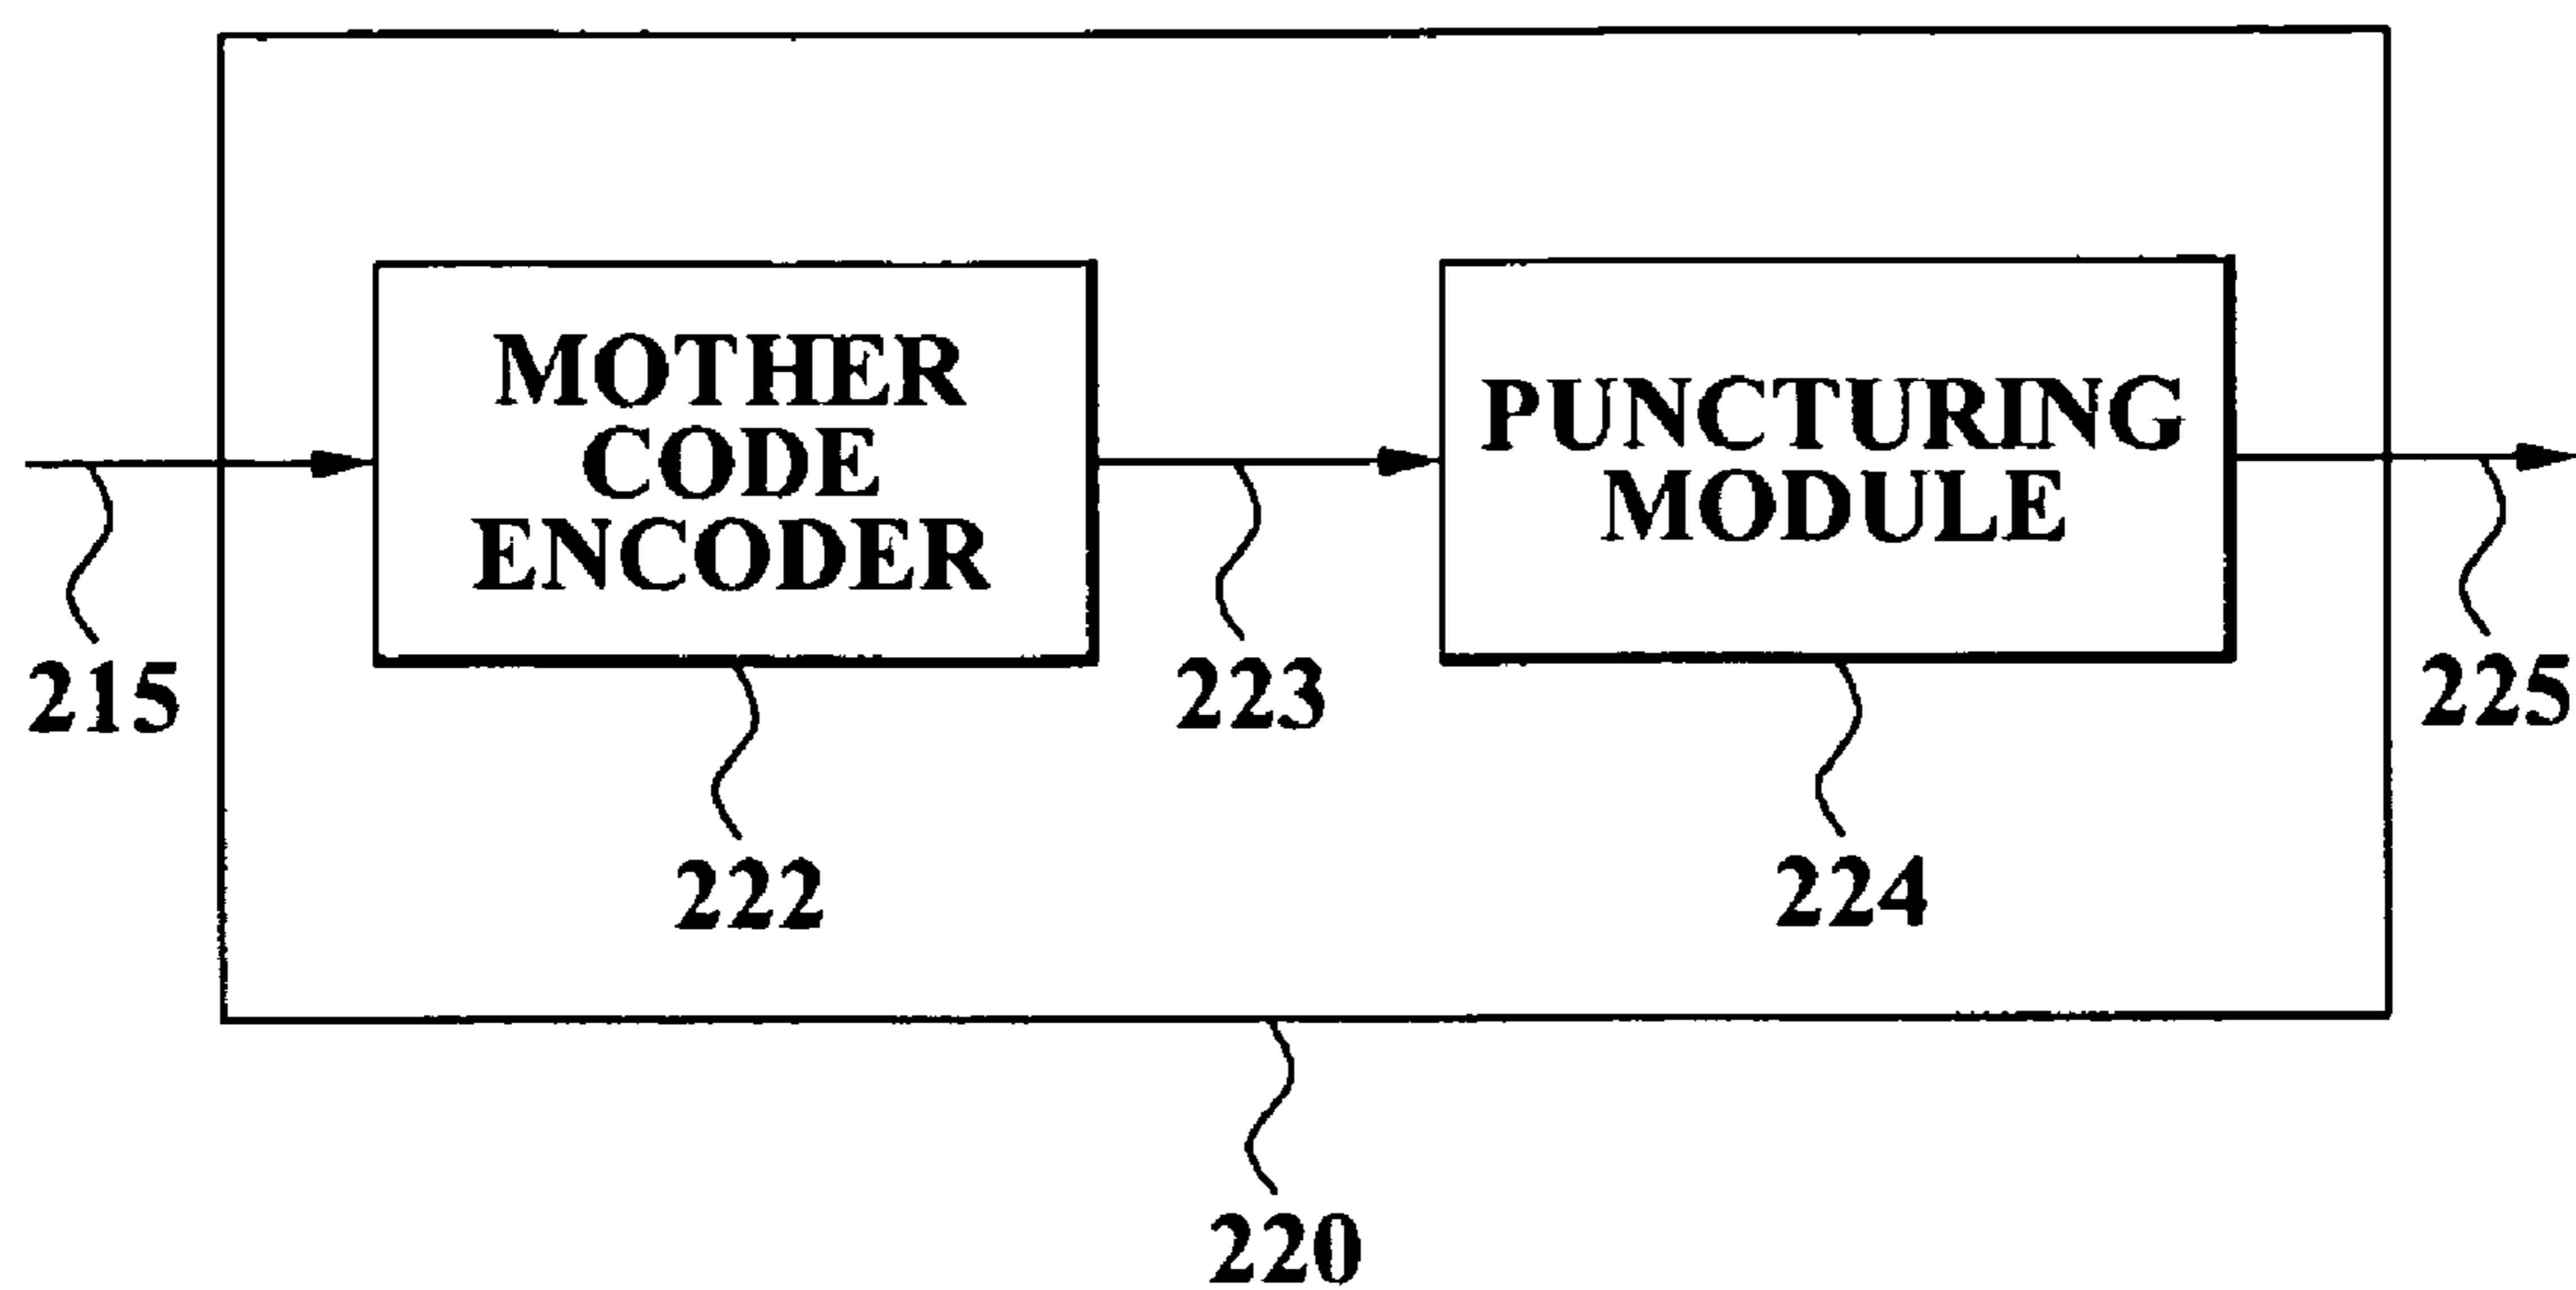 MOTHER
CODE
ENCODER
PUNCTURING
MODULE
215
223
225
222
224
220